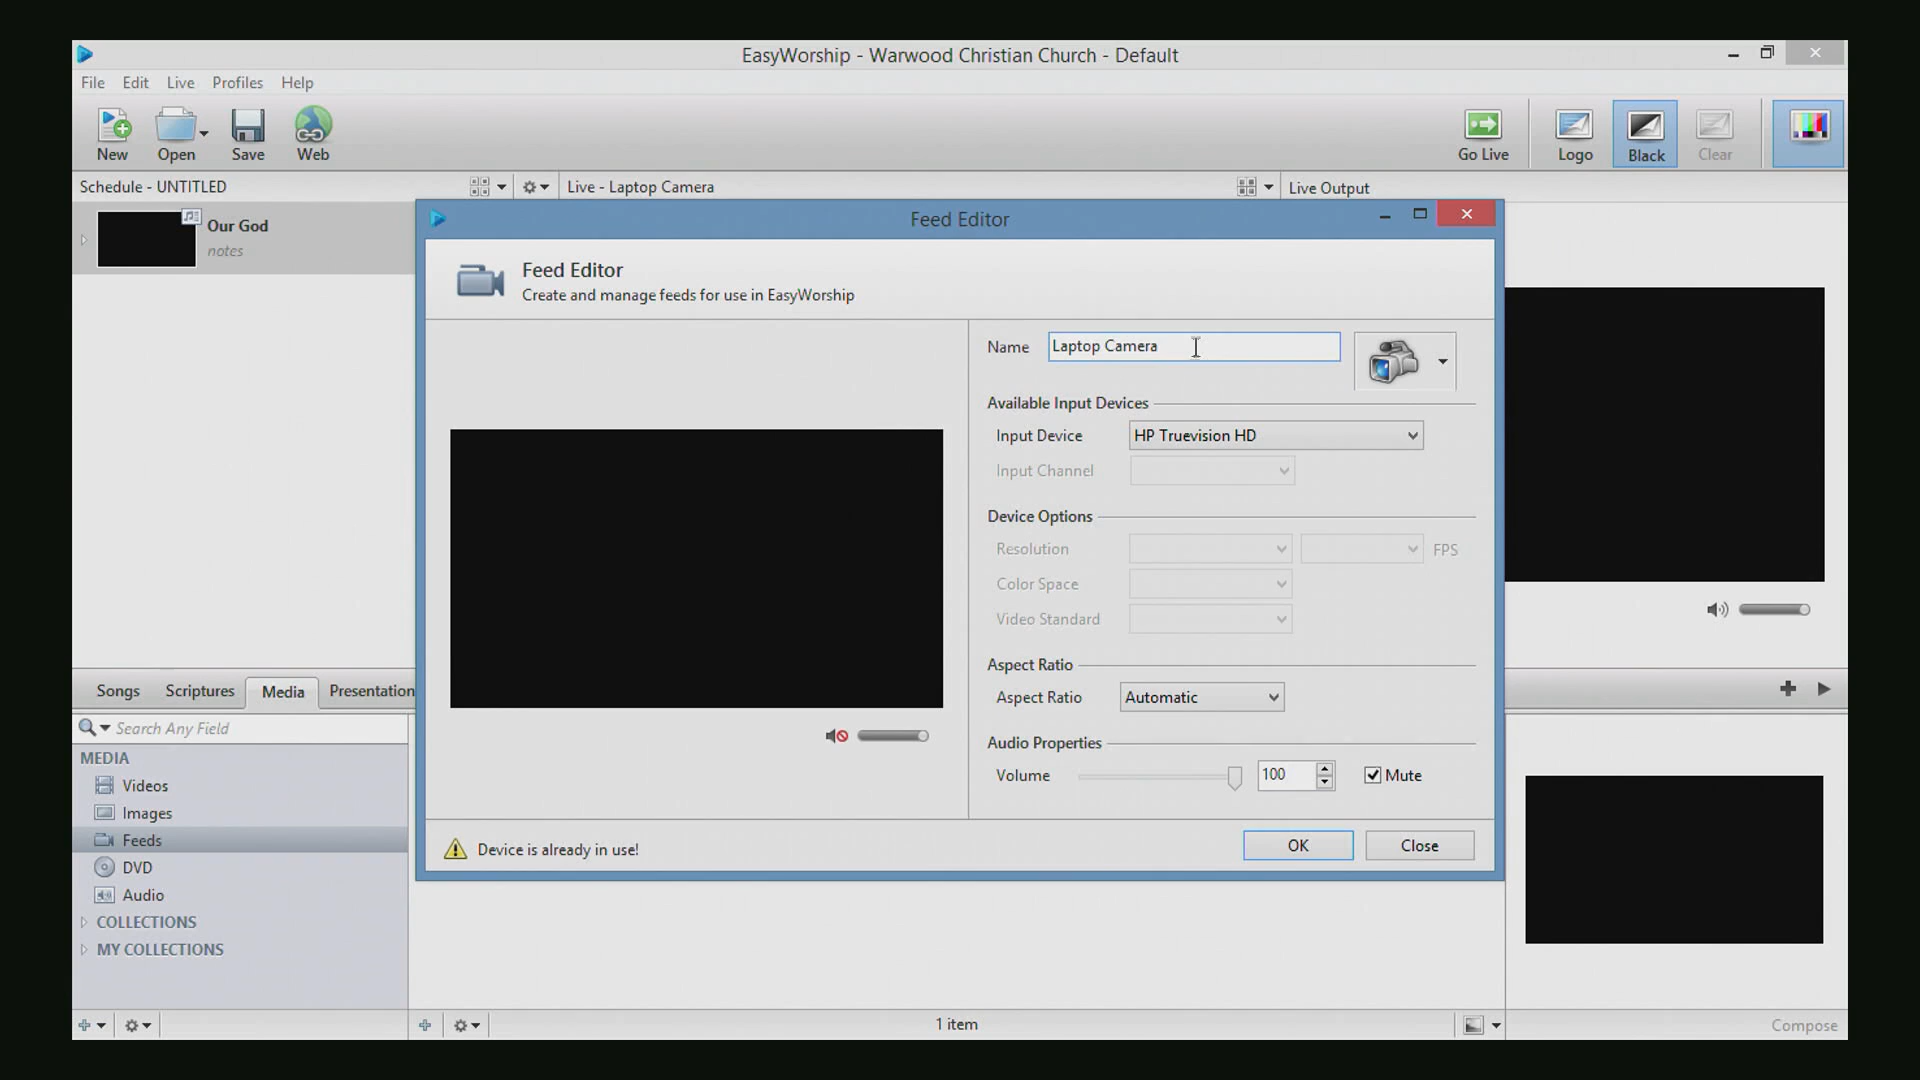 EasyWorship - Warwood Christian Church - Default
File Edit Live Profiles Help
New Open Save Web Go Live Logo Black Clear
Schedule - UNTITLED Live - Laptop Camera Live Output
Our God
notes
Feed Editor
Feed Editor
Create and manage feeds for use in EasyWorship
Name Laptop Camera
Available Input Devices
Input Device HP Truevision HD
Input Channel
Device Options
Resolution FPS
Color Space
Video Standard
Aspect Ratio
Aspect Ratio Automatic
Audio Properties
Volume 100 Mute
Device is already in use! OK Close
Songs Scriptures Media Presentation
Search Any Field
MEDIA
Videos
Images
Feeds
DVD
Audio
COLLECTIONS
MY COLLECTIONS
1 item Compose